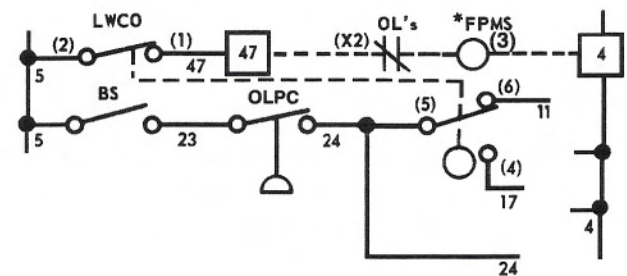 LWCO
OL's
*FPMS
(2)
(1)
(X2)
(3)
47
4
5
47
BS
OLPC
(5)
(6)
11
5
23
24
(4)
17
4
24